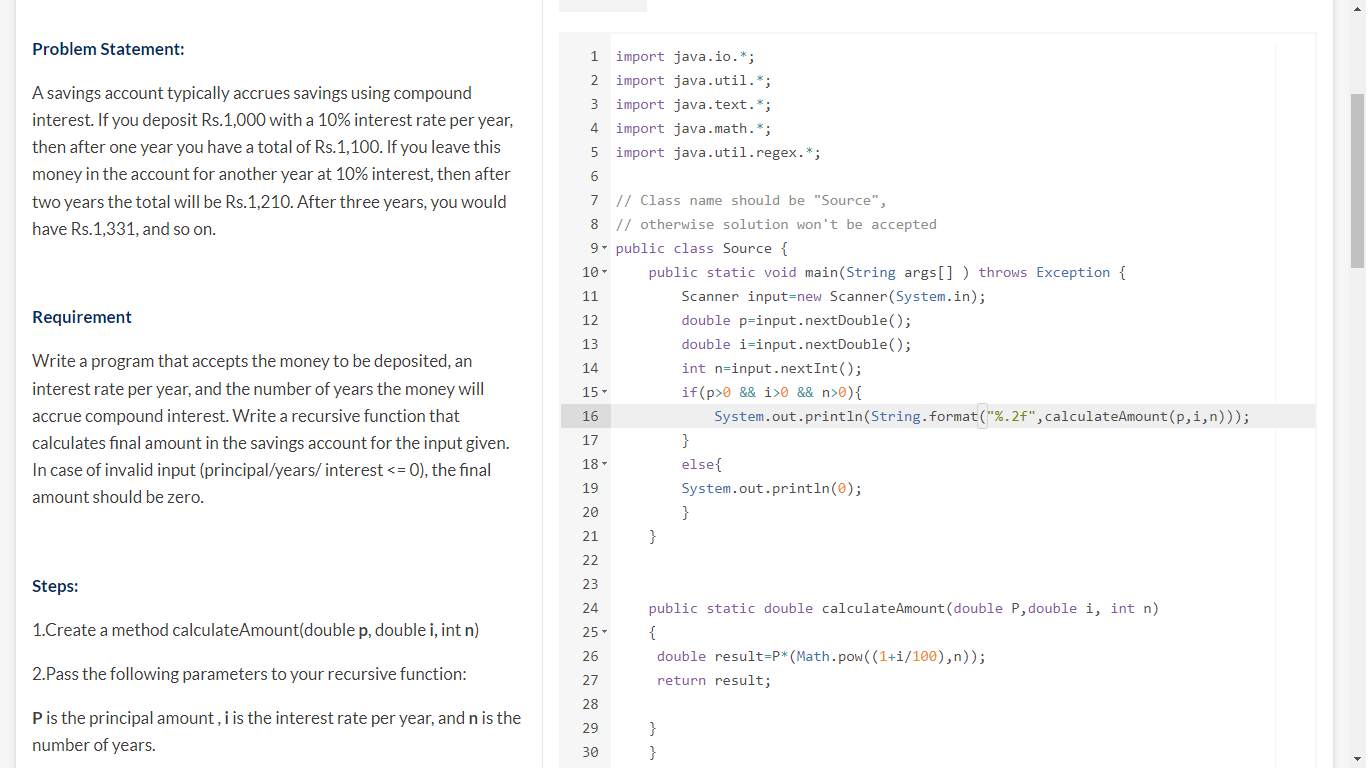 Problem Statement:
A savings account typically accrues savings using compound
interest. If you deposit Rs.1,000 with a 10% interest rate per year,
then after one year you have a total of Rs.1,100. If you leave this
money in the account for another year at 10% interest, then after
two years the total will be Rs.1,210. After three years, you would
have Rs.1,331, and so on.
Requirement
Write a program that accepts the money to be deposited, an
interest rate per year, and the number of years the money will
accrue compound interest. Write a recursive function that
calculates final amount in the savings account for the input given.
In case of invalid input (principal/years/ interest <= 0), the final
amount should be zero.
Steps:
1.Create a method calculateAmount(double p, double i, int n)
2.Pass the following parameters to your recursive function:
P is the principal amount , i is the interest rate per year, and n is the
number of years.
1 import java.io.*;
2 import java.util.*;
3 import java.text.*;
4 import java.math.*;
5 import java.util.regex.*;
6
7 // Class name should be "Source",
8 // otherwise solution won't be accepted
9 public class Source {
10     public static void main(String args[] ) throws Exception {
11         Scanner input=new Scanner(System.in);
12         double p=input.nextDouble();
13         double i=input.nextDouble();
14         int n=input.nextInt();
15         if(p>0 && i>0 && n>0){
16             System.out.println(String.format("%.2f",calculateAmount(p,i,n)));
17         }
18         else{
19         System.out.println(0);
20         }
21     }
22
23
24     public static double calculateAmount(double P,double i, int n)
25     {
26      double result=P*(Math.pow((1+i/100),n));
27      return result;
28
29     }
30     }